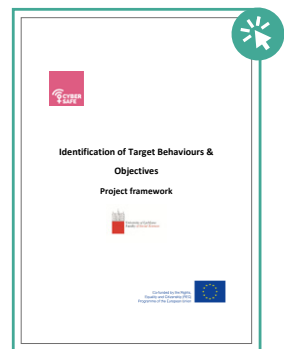 CYBER
SAFE
Identification of Target Behaviours &
Objectives
Project framework
Co-funded by the Rights,
Equality and Citizenship (REC)
Programme of the European Union